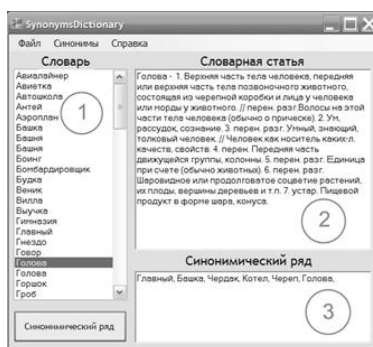 SynonymsDictionary
Файл Синонимы Справка
Словарь
Авиалайнер
Авиетка
Автошкола
Антей
Аэроплан
Башка
Башня
Башня
Боинг
Бомбардировщик
Будка
Веник
Вилла
Выучка
Гимназия
Главный
Гнездо
Говор
Голова
Голова
Горшок
Гроб
1
Синонимический ряд
Словарная статья
Голова - 1. Верхняя часть тела человека, передняя
или верхняя часть тела позвоночного животного,
состоящая из черепной коробки и лица у человека
или морды у животного. // перен. разг.Волосы на этой
части тела человека (обычно о прическе). 2. Ум,
рассудок, сознание. 3. перен. разг. Умный, знающий,
толковый человек. // Человек как носитель каких-л.
качеств, свойств. 4. перен. Передняя часть
движущейся группы, колонны. 5. перен. разг. Единица
при счете (обычно животных). 6. перен. разг.
Шаровидное или продолговатое соцветие растений,
их плоды, вершины деревьев и т.п. 7. устар. Пищевой
продукт в форме шара, конуса.
2
Синонимический ряд
Главный, Башка, Чердак, Котел, Череп, Голова,
3